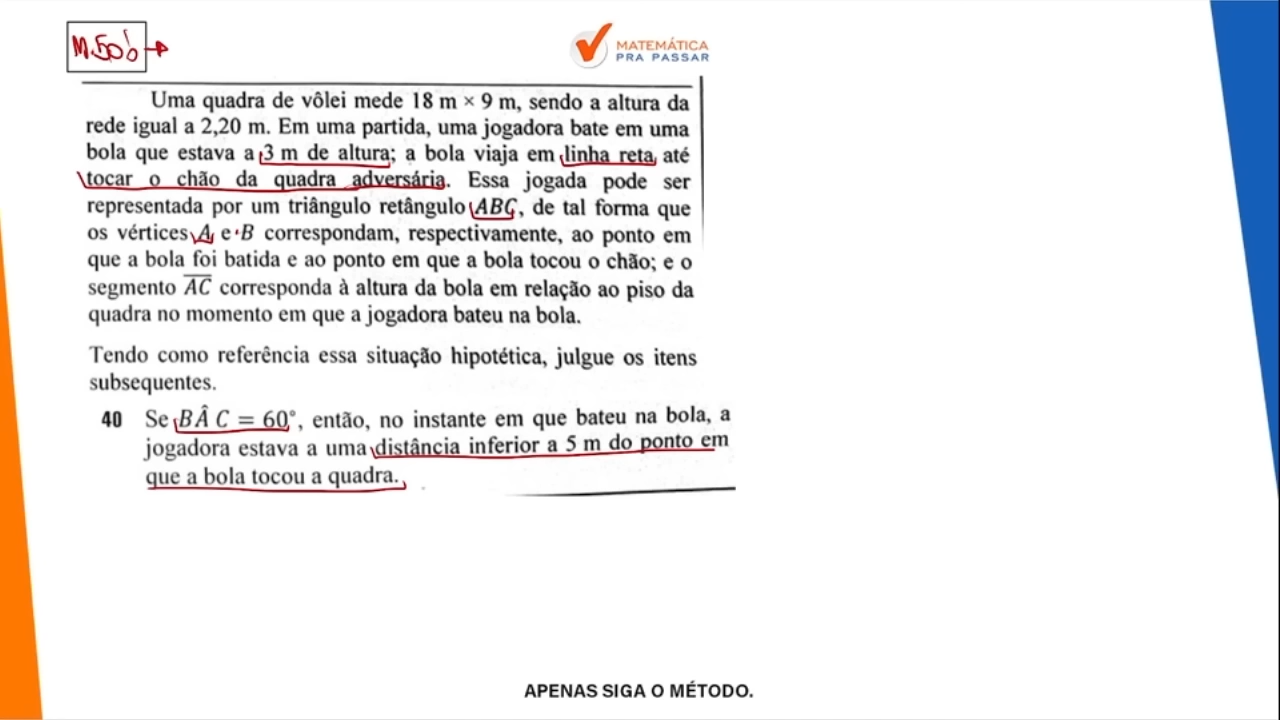 MATEMÁTICA
PRA PASSAR
Uma quadra de vôlei mede 18 m × 9 m, sendo a altura da
rede igual a 2,20 m. Em uma partida, uma jogadora bate em uma
bola que estava a 3 m de altura; a bola viaja em linha reta até
tocar o chão da quadra adversária. Essa jogada pode ser
representada por um triângulo retângulo ABC, de tal forma que
os vértices A e B correspondam, respectivamente, ao ponto em
que a bola foi batida e ao ponto em que a bola tocou o chão; e o
segmento A̅C̅ corresponda à altura da bola em relação ao piso da
quadra no momento em que a jogadora bateu na bola.
Tendo como referência essa situação hipotética, julgue os itens
subsequentes.
40 Se BÂC = 60°, então, no instante em que bateu na bola, a
jogadora estava a uma distância inferior a 5 m do ponto em
que a bola tocou a quadra.
APENAS SIGA O MÉTODO.